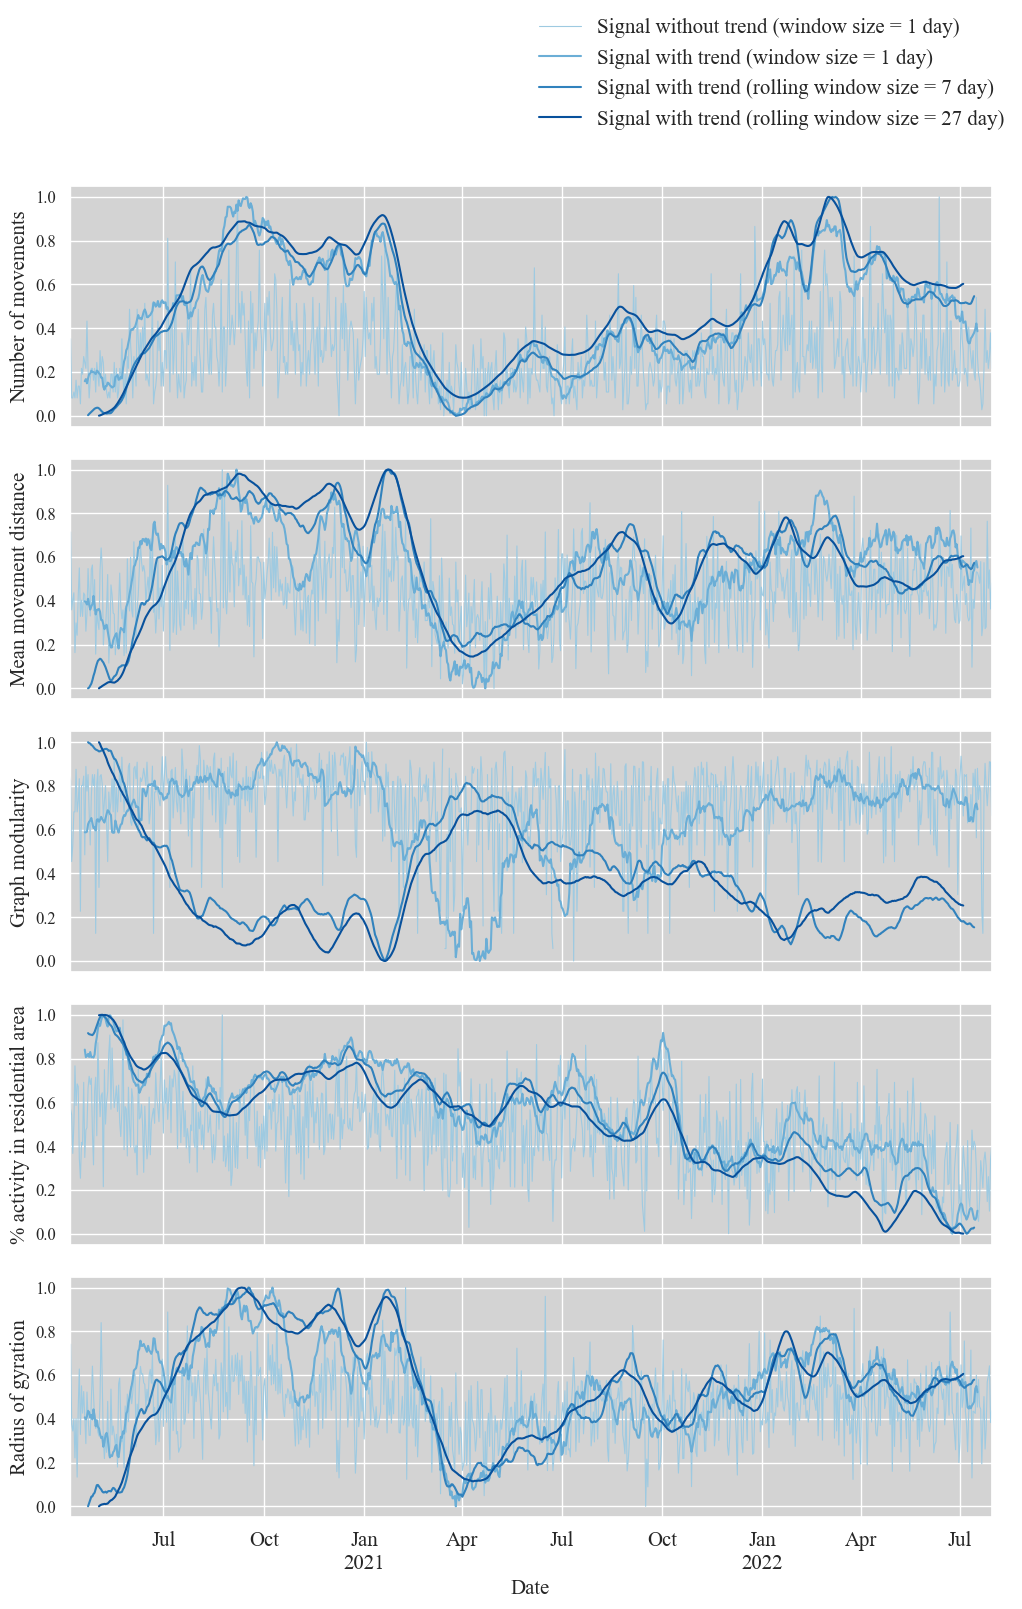 Signal without trend (window size = 1 day)
Signal with trend (window size = 1 day)
Signal with trend (rolling window size = 7 day)
Signal with trend (rolling window size = 27 day)
Number of movements
1.0
0.8
0.6
0.4
0.2
0.0
Mean movement distance
1.0
0.8
0.6
0.4
0.2
0.0
Graph modularity
1.0
0.8
0.6
0.4
0.2
0.0
% activity in residential area
1.0
0.8
0.6
0.4
0.2
0.0
Radius of gyration
1.0
0.8
0.6
0.4
0.2
0.0
Jul Oct Jan Apr Jul Oct Jan Apr Jul
2021 2022
Date